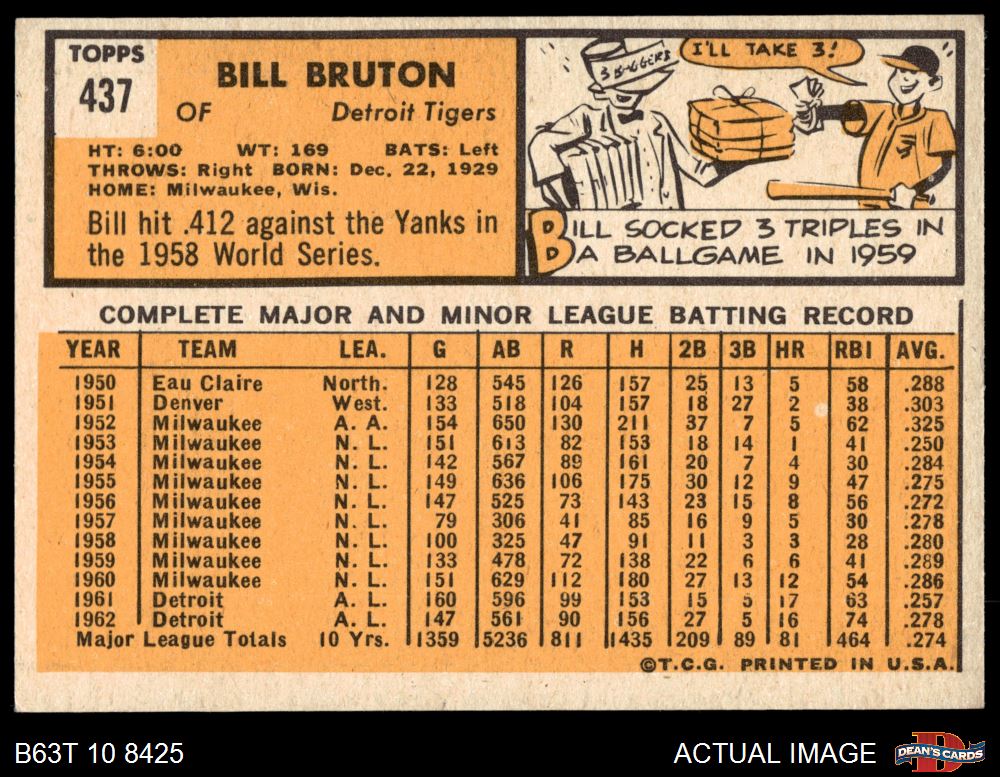 TOPPS
437
BILL BRUTON
OF Detroit Tigers
HT: 6:00 WT: 169 BATS: Left
THROWS: Right BORN: Dec. 22, 1929
HOME: Milwaukee, Wis.
Bill hit .412 against the Yanks in
the 1958 World Series.
3 BAGGERS
I'LL TAKE 3!
BILL SOCKED 3 TRIPLES IN
A BALLGAME IN 1959
COMPLETE MAJOR AND MINOR LEAGUE BATTING RECORD
YEAR TEAM LEA. G AB R H 2B 3B HR RBI AVG.
1950 Eau Claire North. 128 545 126 157 25 13 5 58 .288
1951 Denver West. 133 518 104 157 18 27 2 38 .303
1952 Milwaukee A. A. 154 650 130 211 37 7 5 62 .325
1953 Milwaukee N. L. 151 613 82 153 18 14 1 41 .250
1954 Milwaukee N. L. 142 567 89 161 20 7 4 30 .284
1955 Milwaukee N. L. 149 636 106 175 30 12 9 47 .275
1956 Milwaukee N. L. 147 525 73 143 23 15 8 56 .272
1957 Milwaukee N. L. 79 306 41 85 16 9 5 30 .278
1958 Milwaukee N. L. 100 325 47 91 11 3 3 28 .280
1959 Milwaukee N. L. 133 478 72 138 22 6 6 41 .289
1960 Milwaukee N. L. 151 629 112 180 27 13 12 54 .286
1961 Detroit A. L. 160 596 99 153 15 5 17 63 .257
1962 Detroit A. L. 147 561 90 156 27 5 16 74 .278
Major League Totals 10 Yrs. 1359 5236 811 1435 209 89 81 464 .274
©T.C.G. PRINTED IN U.S.A.
B63T 10 8425 ACTUAL IMAGE D DEAN'S CARDS